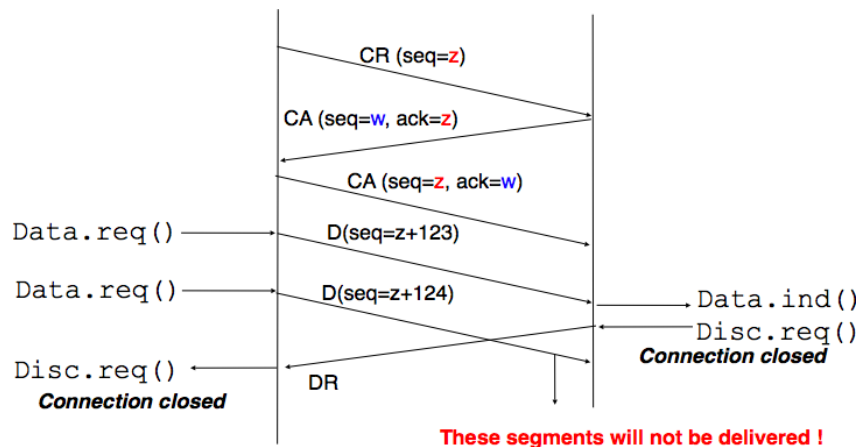 CR (seq=z)
CA (seq=w, ack=z)
CA (seq=z, ack=w)
Data.req()
D(seq=z+123)
Data.req()
D(seq=z+124)
Data.ind()
Disc.req()
Connection closed
Disc.req()
DR
Connection closed
These segments will not be delivered !